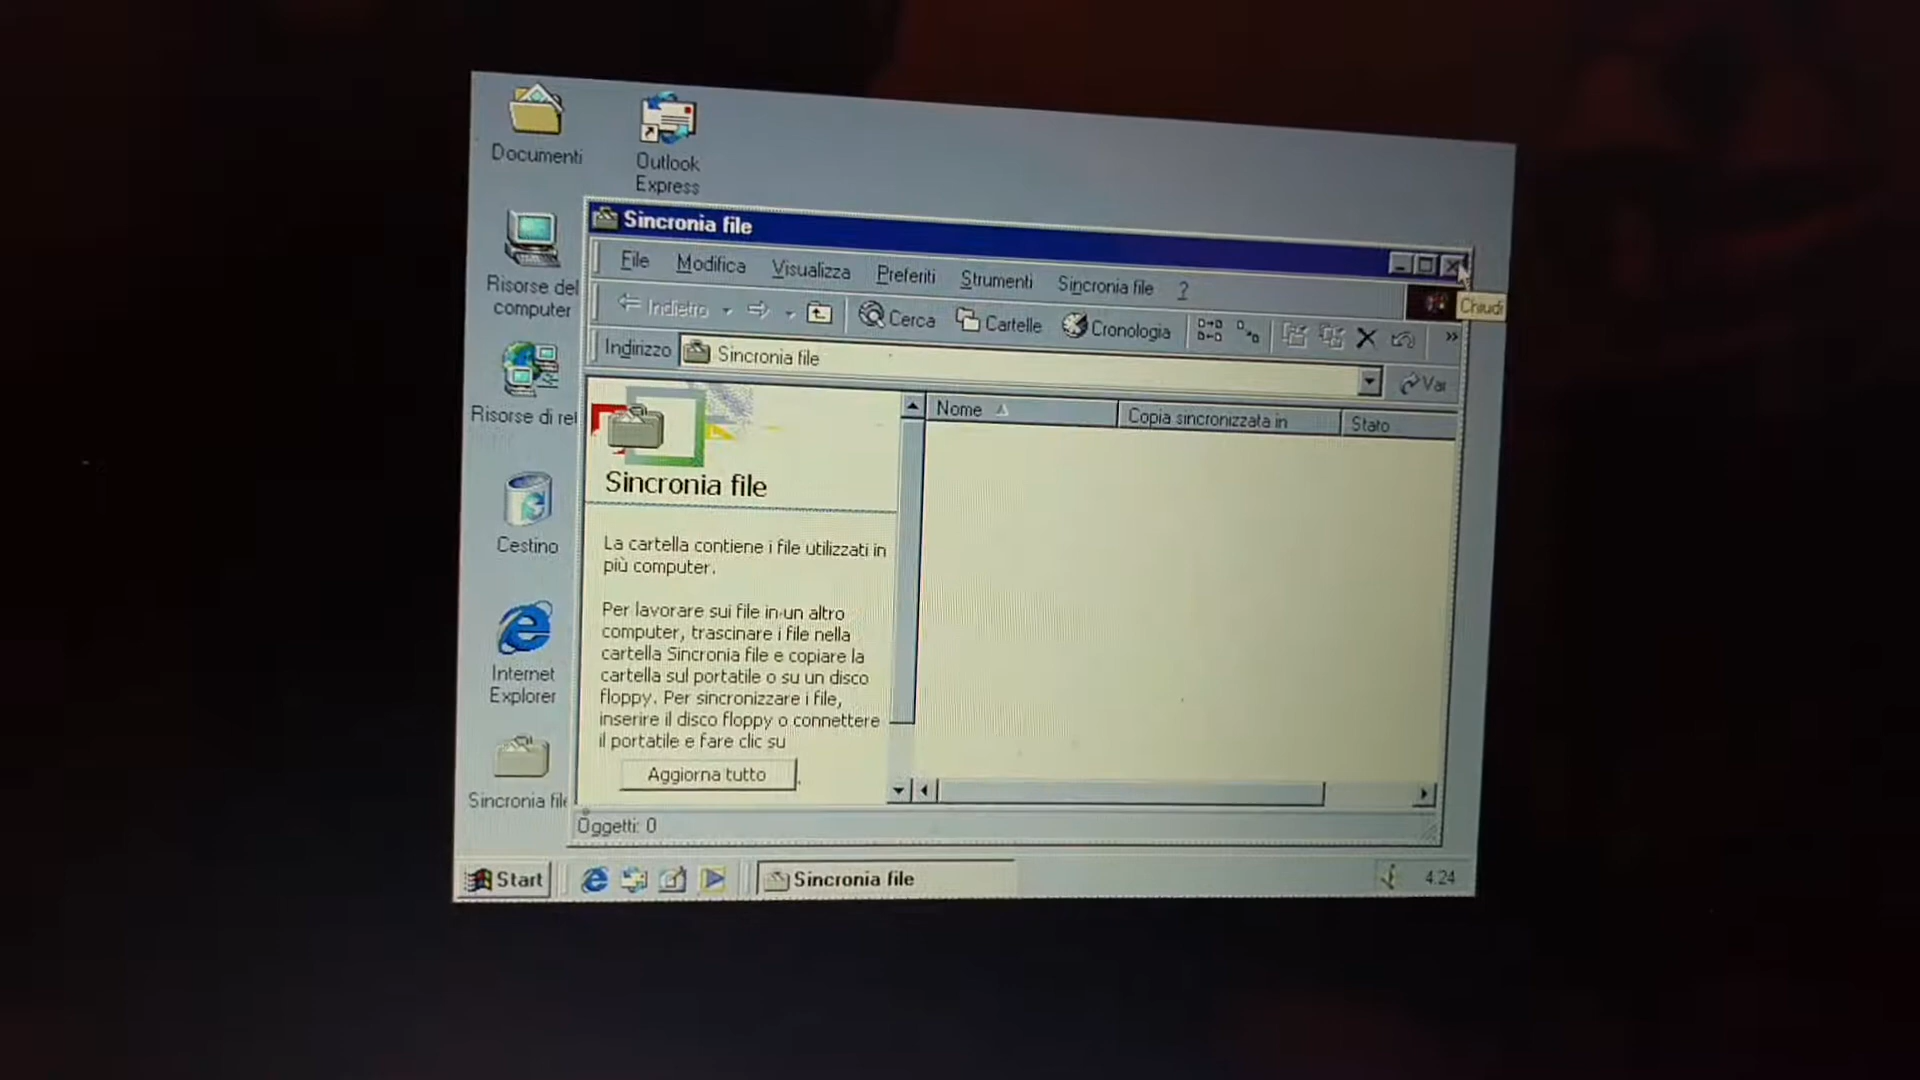 Documenti
Outlook
Express
Risorse del
computer
Risorse di ret
Cestino
Internet
Explorer
Sincronia file
Sincronia file
File Modifica Visualizza Preferiti Strumenti Sincronia file ?
Chiudi
Indietro Cerca Cartelle Cronologia »
Indirizzo Sincronia file Vai
Nome Copia sincronizzata in Stato
Sincronia file
La cartella contiene i file utilizzati in
più computer.
Per lavorare sui file in un altro
computer, trascinare i file nella
cartella Sincronia file e copiare la
cartella sul portatile o su un disco
floppy. Per sincronizzare i file,
inserire il disco floppy o connettere
il portatile e fare clic su
Aggiorna tutto .
Oggetti: 0
Start Sincronia file 4.24